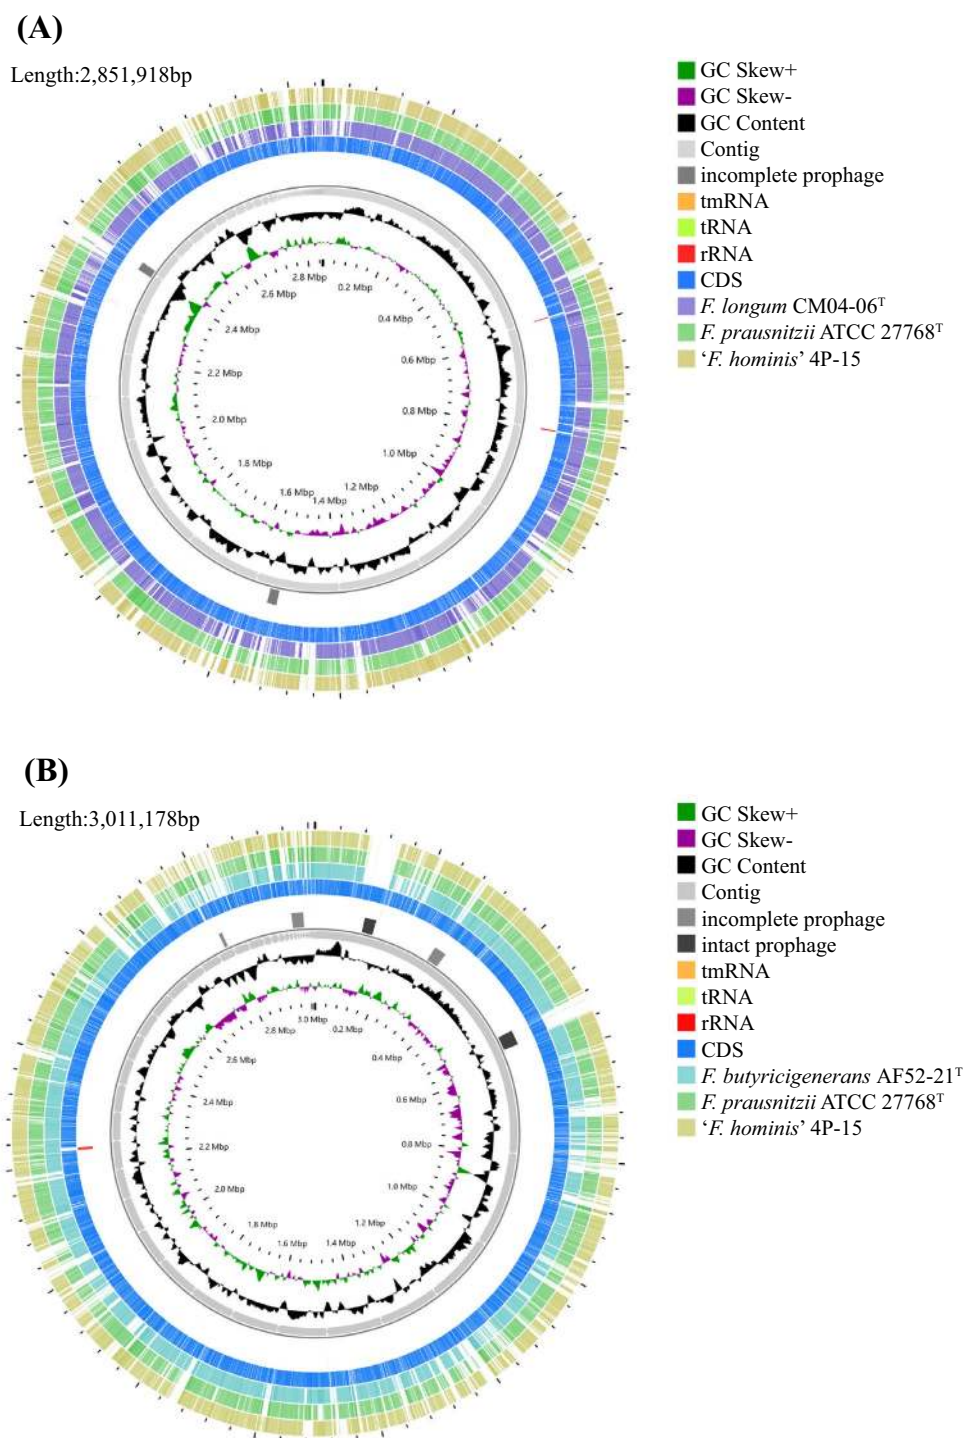 (A)
Length:2,851,918bp
GC Skew+
GC Skew-
GC Content
Contig
incomplete prophage
tmRNA
tRNA
rRNA
CDS
F. longum CM04-06ᵀ
F. prausnitzii ATCC 27768ᵀ
‘F. hominis’ 4P-15
0.2 Mbp
0.4 Mbp
0.6 Mbp
0.8 Mbp
1.0 Mbp
1.2 Mbp
1.4 Mbp
1.6 Mbp
1.8 Mbp
2.0 Mbp
2.2 Mbp
2.4 Mbp
2.6 Mbp
2.8 Mbp
(B)
Length:3,011,178bp
GC Skew+
GC Skew-
GC Content
Contig
incomplete prophage
intact prophage
tmRNA
tRNA
rRNA
CDS
F. butyricigenerans AF52-21ᵀ
F. prausnitzii ATCC 27768ᵀ
‘F. hominis’ 4P-15
0.2 Mbp
0.4 Mbp
0.6 Mbp
0.8 Mbp
1.0 Mbp
1.2 Mbp
1.4 Mbp
1.6 Mbp
1.8 Mbp
2.0 Mbp
2.2 Mbp
2.4 Mbp
2.6 Mbp
2.8 Mbp
3.0 Mbp